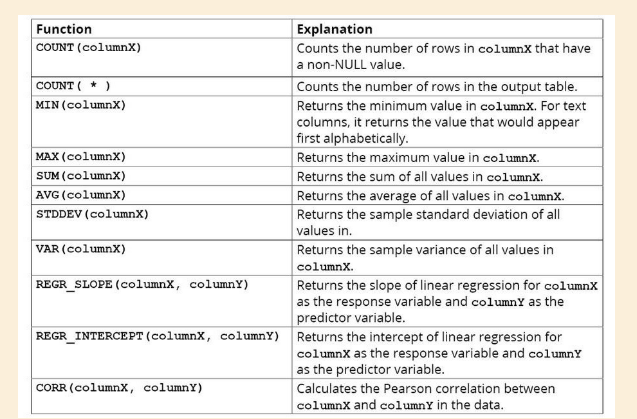 Function Explanation
COUNT(columnX) Counts the number of rows in columnX that have
a non-NULL value.
COUNT( * ) Counts the number of rows in the output table.
MIN(columnX) Returns the minimum value in columnX. For text
columns, it returns the value that would appear
first alphabetically.
MAX(columnX) Returns the maximum value in columnX.
SUM(columnX) Returns the sum of all values in columnX.
AVG(columnX) Returns the average of all values in columnX.
STDDEV(columnX) Returns the sample standard deviation of all
values in.
VAR(columnX) Returns the sample variance of all values in
columnX.
REGR_SLOPE(columnX, columnY) Returns the slope of linear regression for columnX
as the response variable and columnY as the
predictor variable.
REGR_INTERCEPT(columnX, columnY) Returns the intercept of linear regression for
columnX as the response variable and columnY
as the predictor variable.
CORR(columnX, columnY) Calculates the Pearson correlation between
columnX and columnY in the data.